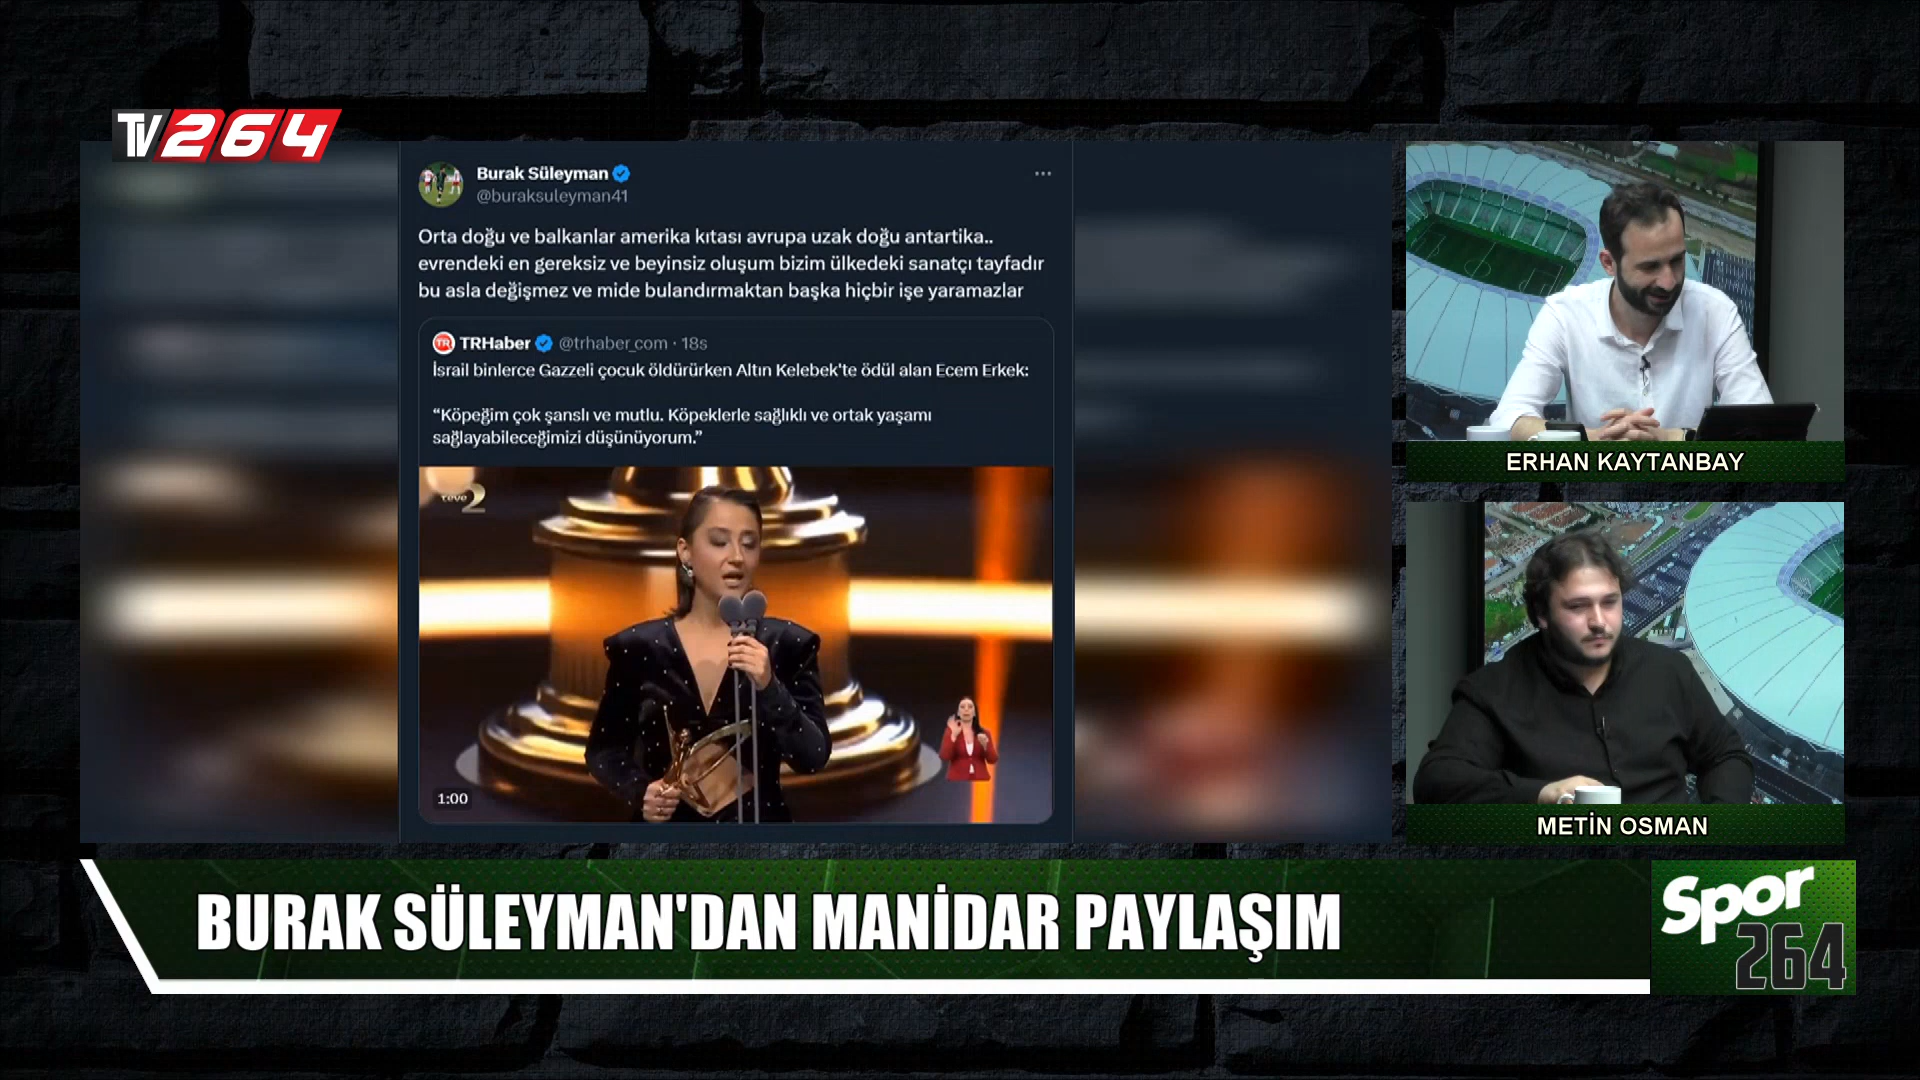 TV264
Burak Süleyman
@buraksuleyman41
Orta doğu ve balkanlar amerika kıtası avrupa uzak doğu antartika..
evrendeki en gereksiz ve beyinsiz oluşum bizim ülkedeki sanatçı tayfadır
bu asla değişmez ve mide bulandırmaktan başka hiçbir işe yaramazlar
TR TRHaber @trhaber_com · 18s
İsrail binlerce Gazzeli çocuk öldürürken Altın Kelebek'te ödül alan Ecem Erkek:
“Köpeğim çok şanslı ve mutlu. Köpeklerle sağlıklı ve ortak yaşamı
sağlayabileceğimizi düşünüyorum.”
teve2
1:00
ERHAN KAYTANBAY
METİN OSMAN
BURAK SÜLEYMAN'DAN MANİDAR PAYLAŞIM
Spor
264